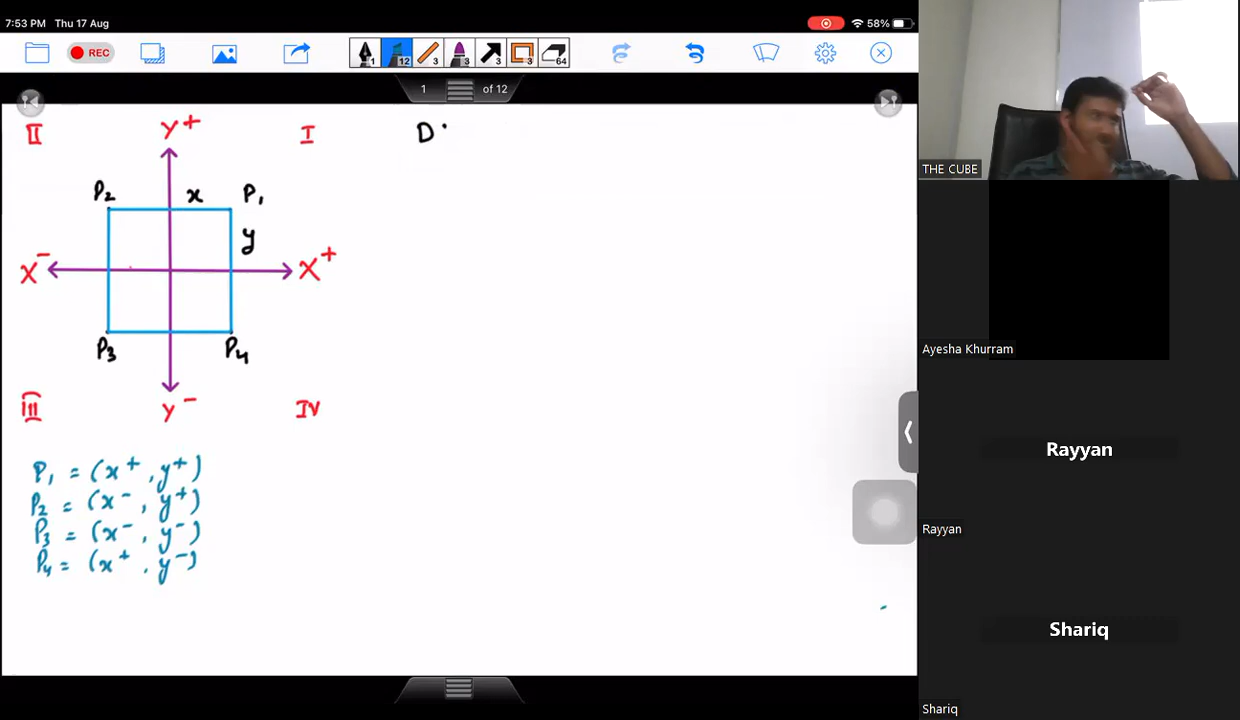 7:53 PM Thu 17 Aug
58%
REC
1 12 3 3 3 3 64
1 of 12
II Y+ I
D
P2 x P1
y
X- X+
P3 P4
III Y- IV
P1 = (x+, y+)
P2 = (x-, y+)
P3 = (x-, y-)
P4 = (x+, y-)
THE CUBE
Ayesha Khurram
Rayyan
Rayyan
Shariq
Shariq